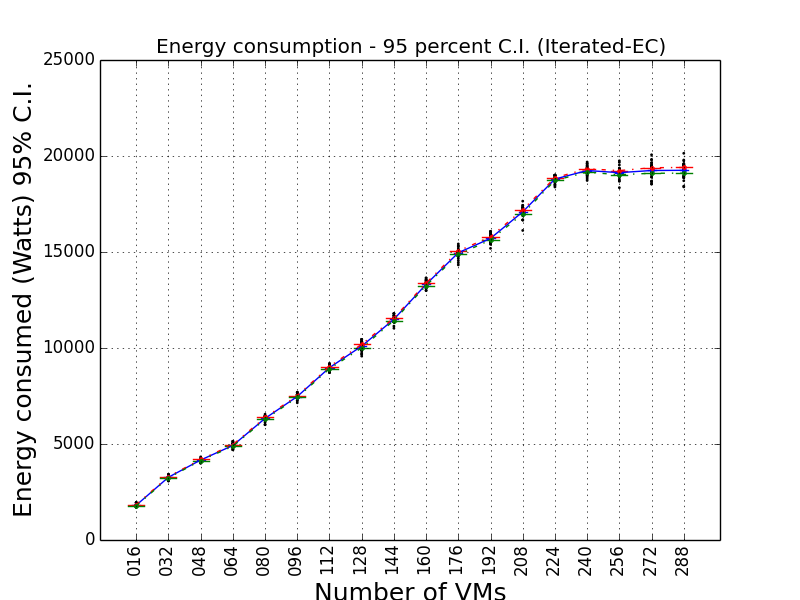 Energy consumption - 95 percent C.I. (Iterated-EC)
Energy consumed (Watts) 95% C.I.
25000
20000
15000
10000
5000
0
016 032 048 064 080 096 112 128 144 160 176 192 208 224 240 256 272 288
Number of VMs